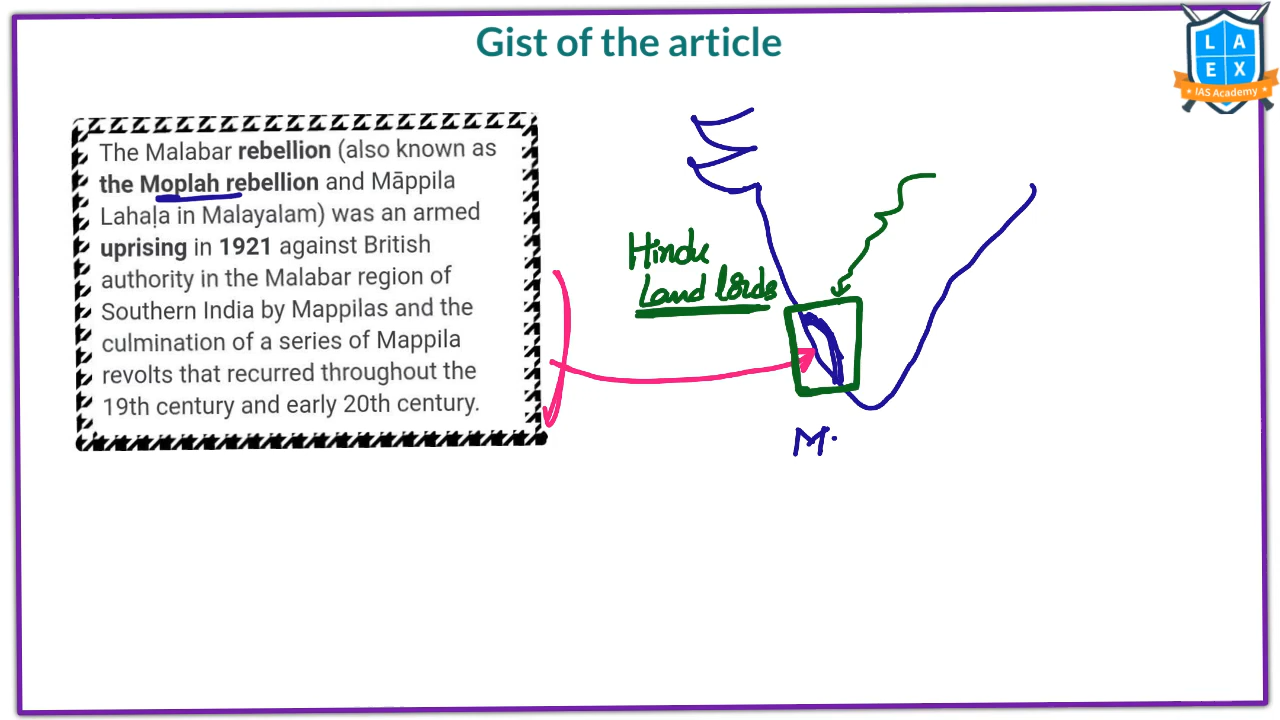 Gist of the article
L A
E X
IAS Academy
The Malabar rebellion (also known as
the Moplah rebellion and Māppila
Lahaḷa in Malayalam) was an armed
uprising in 1921 against British
authority in the Malabar region of
Southern India by Mappilas and the
culmination of a series of Mappila
revolts that recurred throughout the
19th century and early 20th century.
Hindu
Land lords
M.